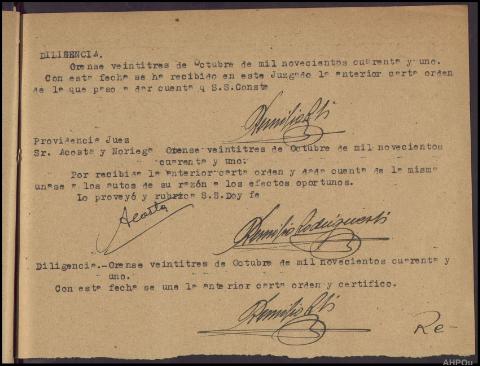 DILIGENCIA.
Orense veintitres de Octubre de mil novecientos cuarenta y uno.
Con esta fecha se ha recibido en este Juzgado la anterior carta orden
de la que paso a dar cuenta q S.S.Conste
Providencia Juez
Sr. Acosta y Noriega Orense veintitres de Octubre de mil novecientos
cuarenta y uno:
Por recibida la anterior carta orden y dada cuenta de la misma
unase a los autos de su razón a los efectos oportunos.
Lo proveyó y rubrica S.S.Doy fe
Acosta
Diligencia.-Orense veintitres de Octubre de mil novecientos cuarenta y
uno.
Con esta fecha se une la anterior carta orden y certifico.
Re-
AHPOu